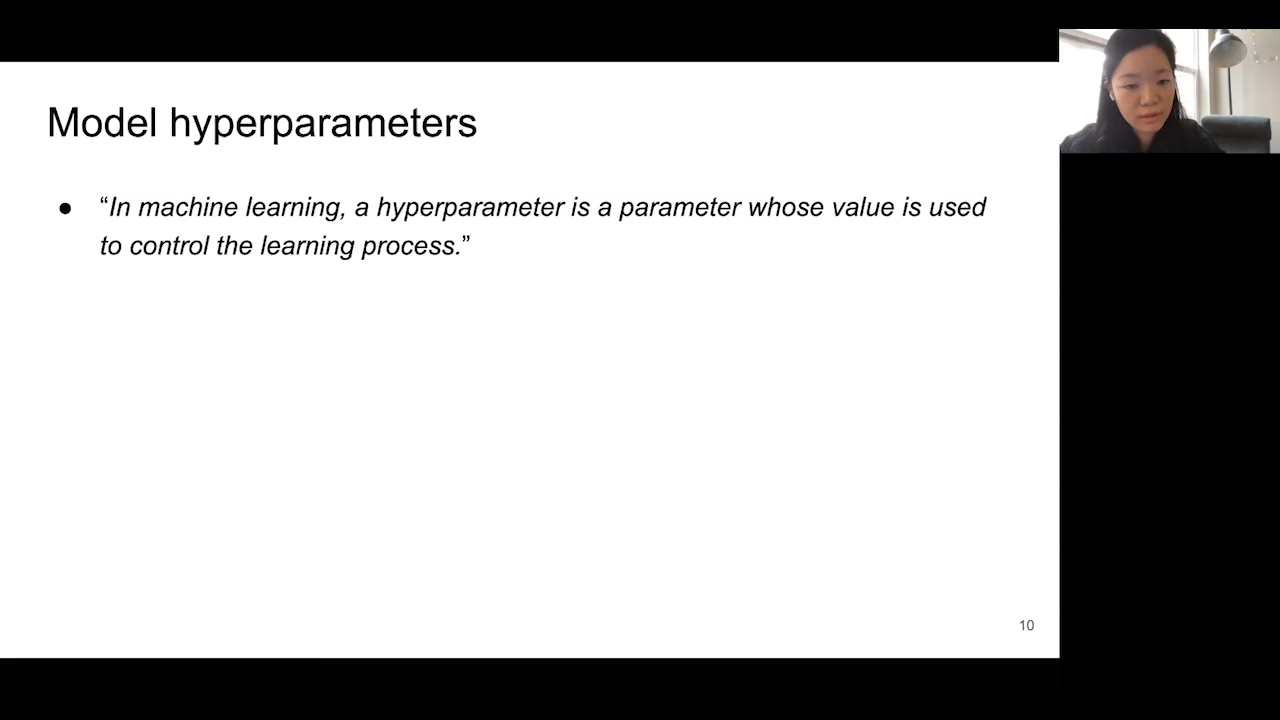 Model hyperparameters
● “In machine learning, a hyperparameter is a parameter whose value is used
to control the learning process.”
10